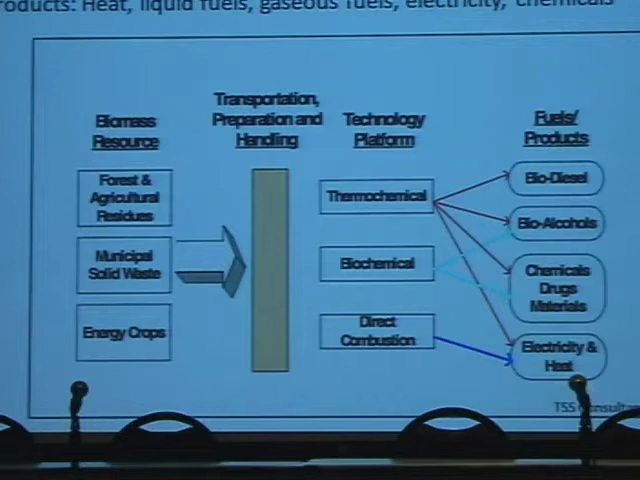 roducts: Heat, liquid fuels, gaseous fuels, electricity, chemicals
Biomass
Resource
Transportation,
Preparation and
Handling
Technology
Platform
Fuels/
Products
Forest &
Agricultural
Residues
Municipal
Solid Waste
Energy Crops
Thermochemical
Biochemical
Direct
Combustion
Bio-Diesel
Bio-Alcohols
Chemicals
Drugs
Materials
Electricity &
Heat
TSS